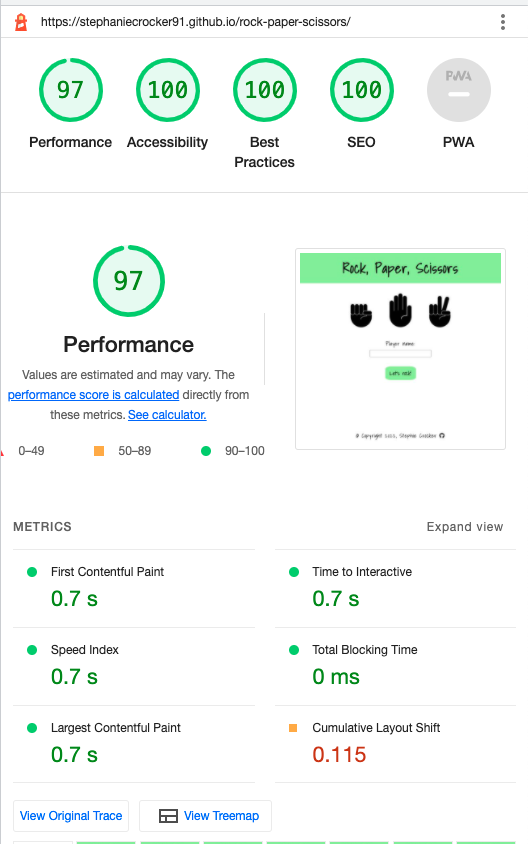 https://stephaniecrocker91.github.io/rock-paper-scissors/
97 100 100 100 PWA
Performance Accessibility Best Practices SEO PWA
97
Performance
Values are estimated and may vary. The
performance score is calculated directly from
these metrics. See calculator.
0–49 50–89 90–100
Rock, Paper, Scissors
Player Name
Let's rock!
© Copyright 2022, Stephanie Crocker
METRICS Expand view
First Contentful Paint Time to Interactive
0.7 s 0.7 s
Speed Index Total Blocking Time
0.7 s 0 ms
Largest Contentful Paint Cumulative Layout Shift
0.7 s 0.115
View Original Trace View Treemap